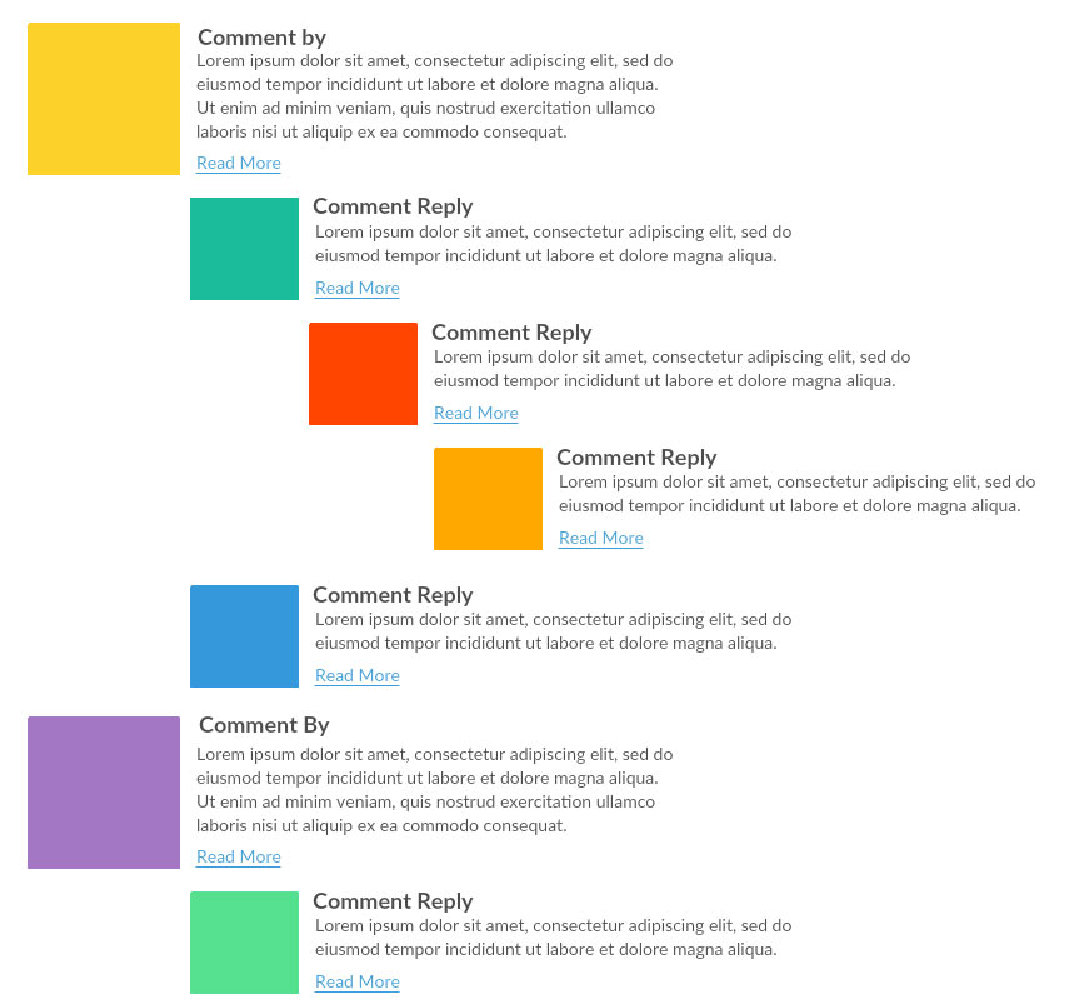 Comment by
Lorem ipsum dolor sit amet, consectetur adipiscing elit, sed do
eiusmod tempor incididunt ut labore et dolore magna aliqua.
Ut enim ad minim veniam, quis nostrud exercitation ullamco
laboris nisi ut aliquip ex ea commodo consequat.
Read More
Comment Reply
Lorem ipsum dolor sit amet, consectetur adipiscing elit, sed do
eiusmod tempor incididunt ut labore et dolore magna aliqua.
Read More
Comment Reply
Lorem ipsum dolor sit amet, consectetur adipiscing elit, sed do
eiusmod tempor incididunt ut labore et dolore magna aliqua.
Read More
Comment Reply
Lorem ipsum dolor sit amet, consectetur adipiscing elit, sed do
eiusmod tempor incididunt ut labore et dolore magna aliqua.
Read More
Comment Reply
Lorem ipsum dolor sit amet, consectetur adipiscing elit, sed do
eiusmod tempor incididunt ut labore et dolore magna aliqua.
Read More
Comment By
Lorem ipsum dolor sit amet, consectetur adipiscing elit, sed do
eiusmod tempor incididunt ut labore et dolore magna aliqua.
Ut enim ad minim veniam, quis nostrud exercitation ullamco
laboris nisi ut aliquip ex ea commodo consequat.
Read More
Comment Reply
Lorem ipsum dolor sit amet, consectetur adipiscing elit, sed do
eiusmod tempor incididunt ut labore et dolore magna aliqua.
Read More